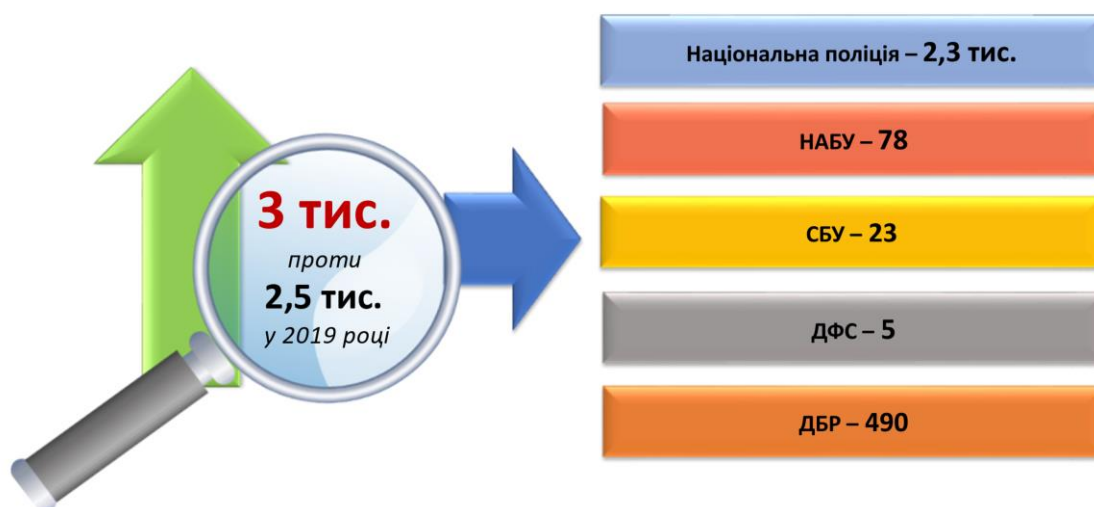 3 тис.
проти
2,5 тис.
у 2019 році
Національна поліція – 2,3 тис.
НАБУ – 78
СБУ – 23
ДФС – 5
ДБР – 490